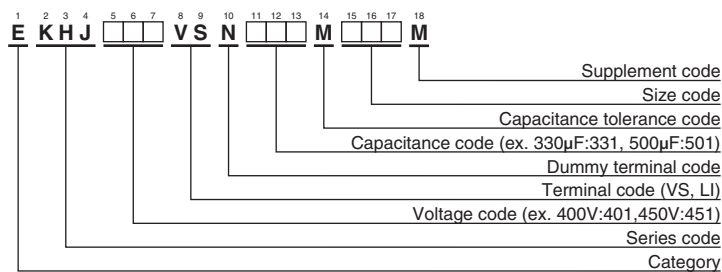 1 2 3 4 5 6 7 8 9 10 11 12 13 14 15 16 17 18
E KHJ □□□ VS N □□□ M □□□ M
Supplement code
Size code
Capacitance tolerance code
Capacitance code (ex. 330μF:331, 500μF:501)
Dummy terminal code
Terminal code (VS, LI)
Voltage code (ex. 400V:401,450V:451)
Series code
Category